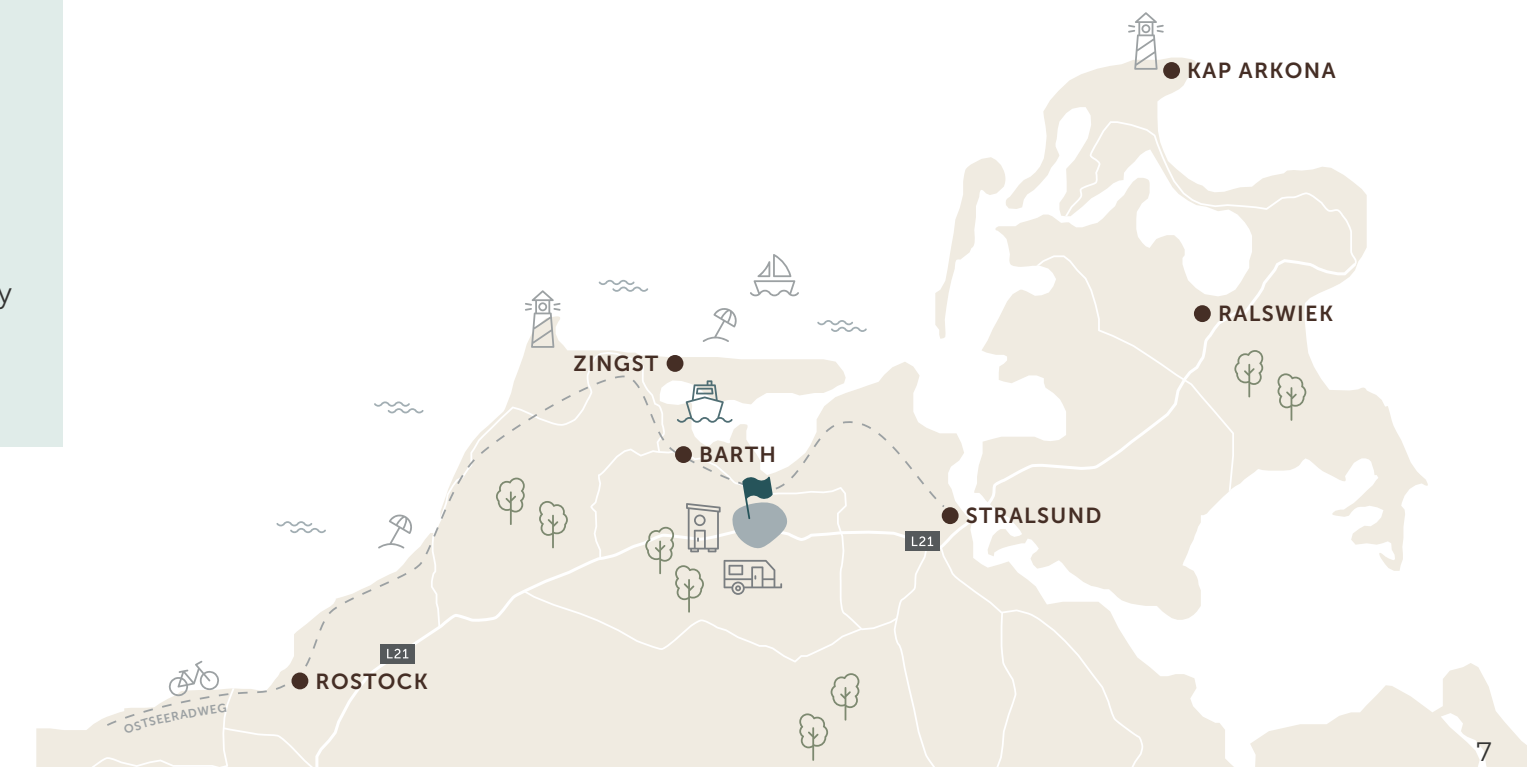 KAP ARKONA
y
RALSWIEK
ZINGST
BARTH
STRALSUND
L21
L21
ROSTOCK
OSTSEERADWEG
7